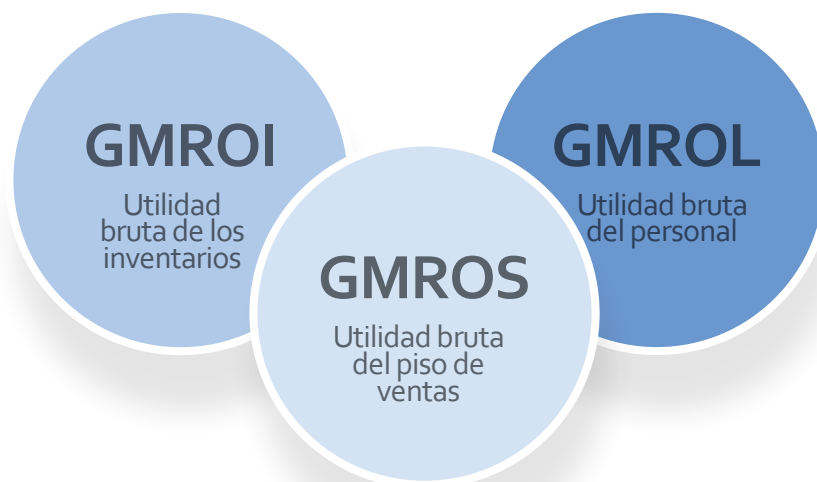 GMROI
Utilidad
bruta de los
inventarios
GMROS
Utilidad bruta
del piso de
ventas
GMROL
Utilidad bruta
del personal